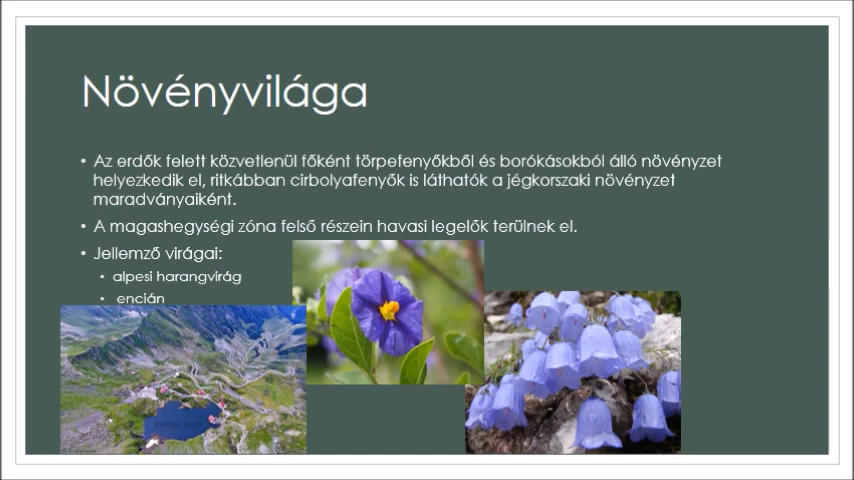 Növényvilága
• Az erdők felett közvetlenül főként törpefenyőkből és borókásokból álló növényzet
helyezkedik el, ritkábban cirbolyafenyők is láthatók a jégkorszaki növényzet
maradványaiként.
• A magashegységi zóna felső részein havasi legelők terülnek el.
• Jellemző virágai:
• alpesi harangvirág
• encián